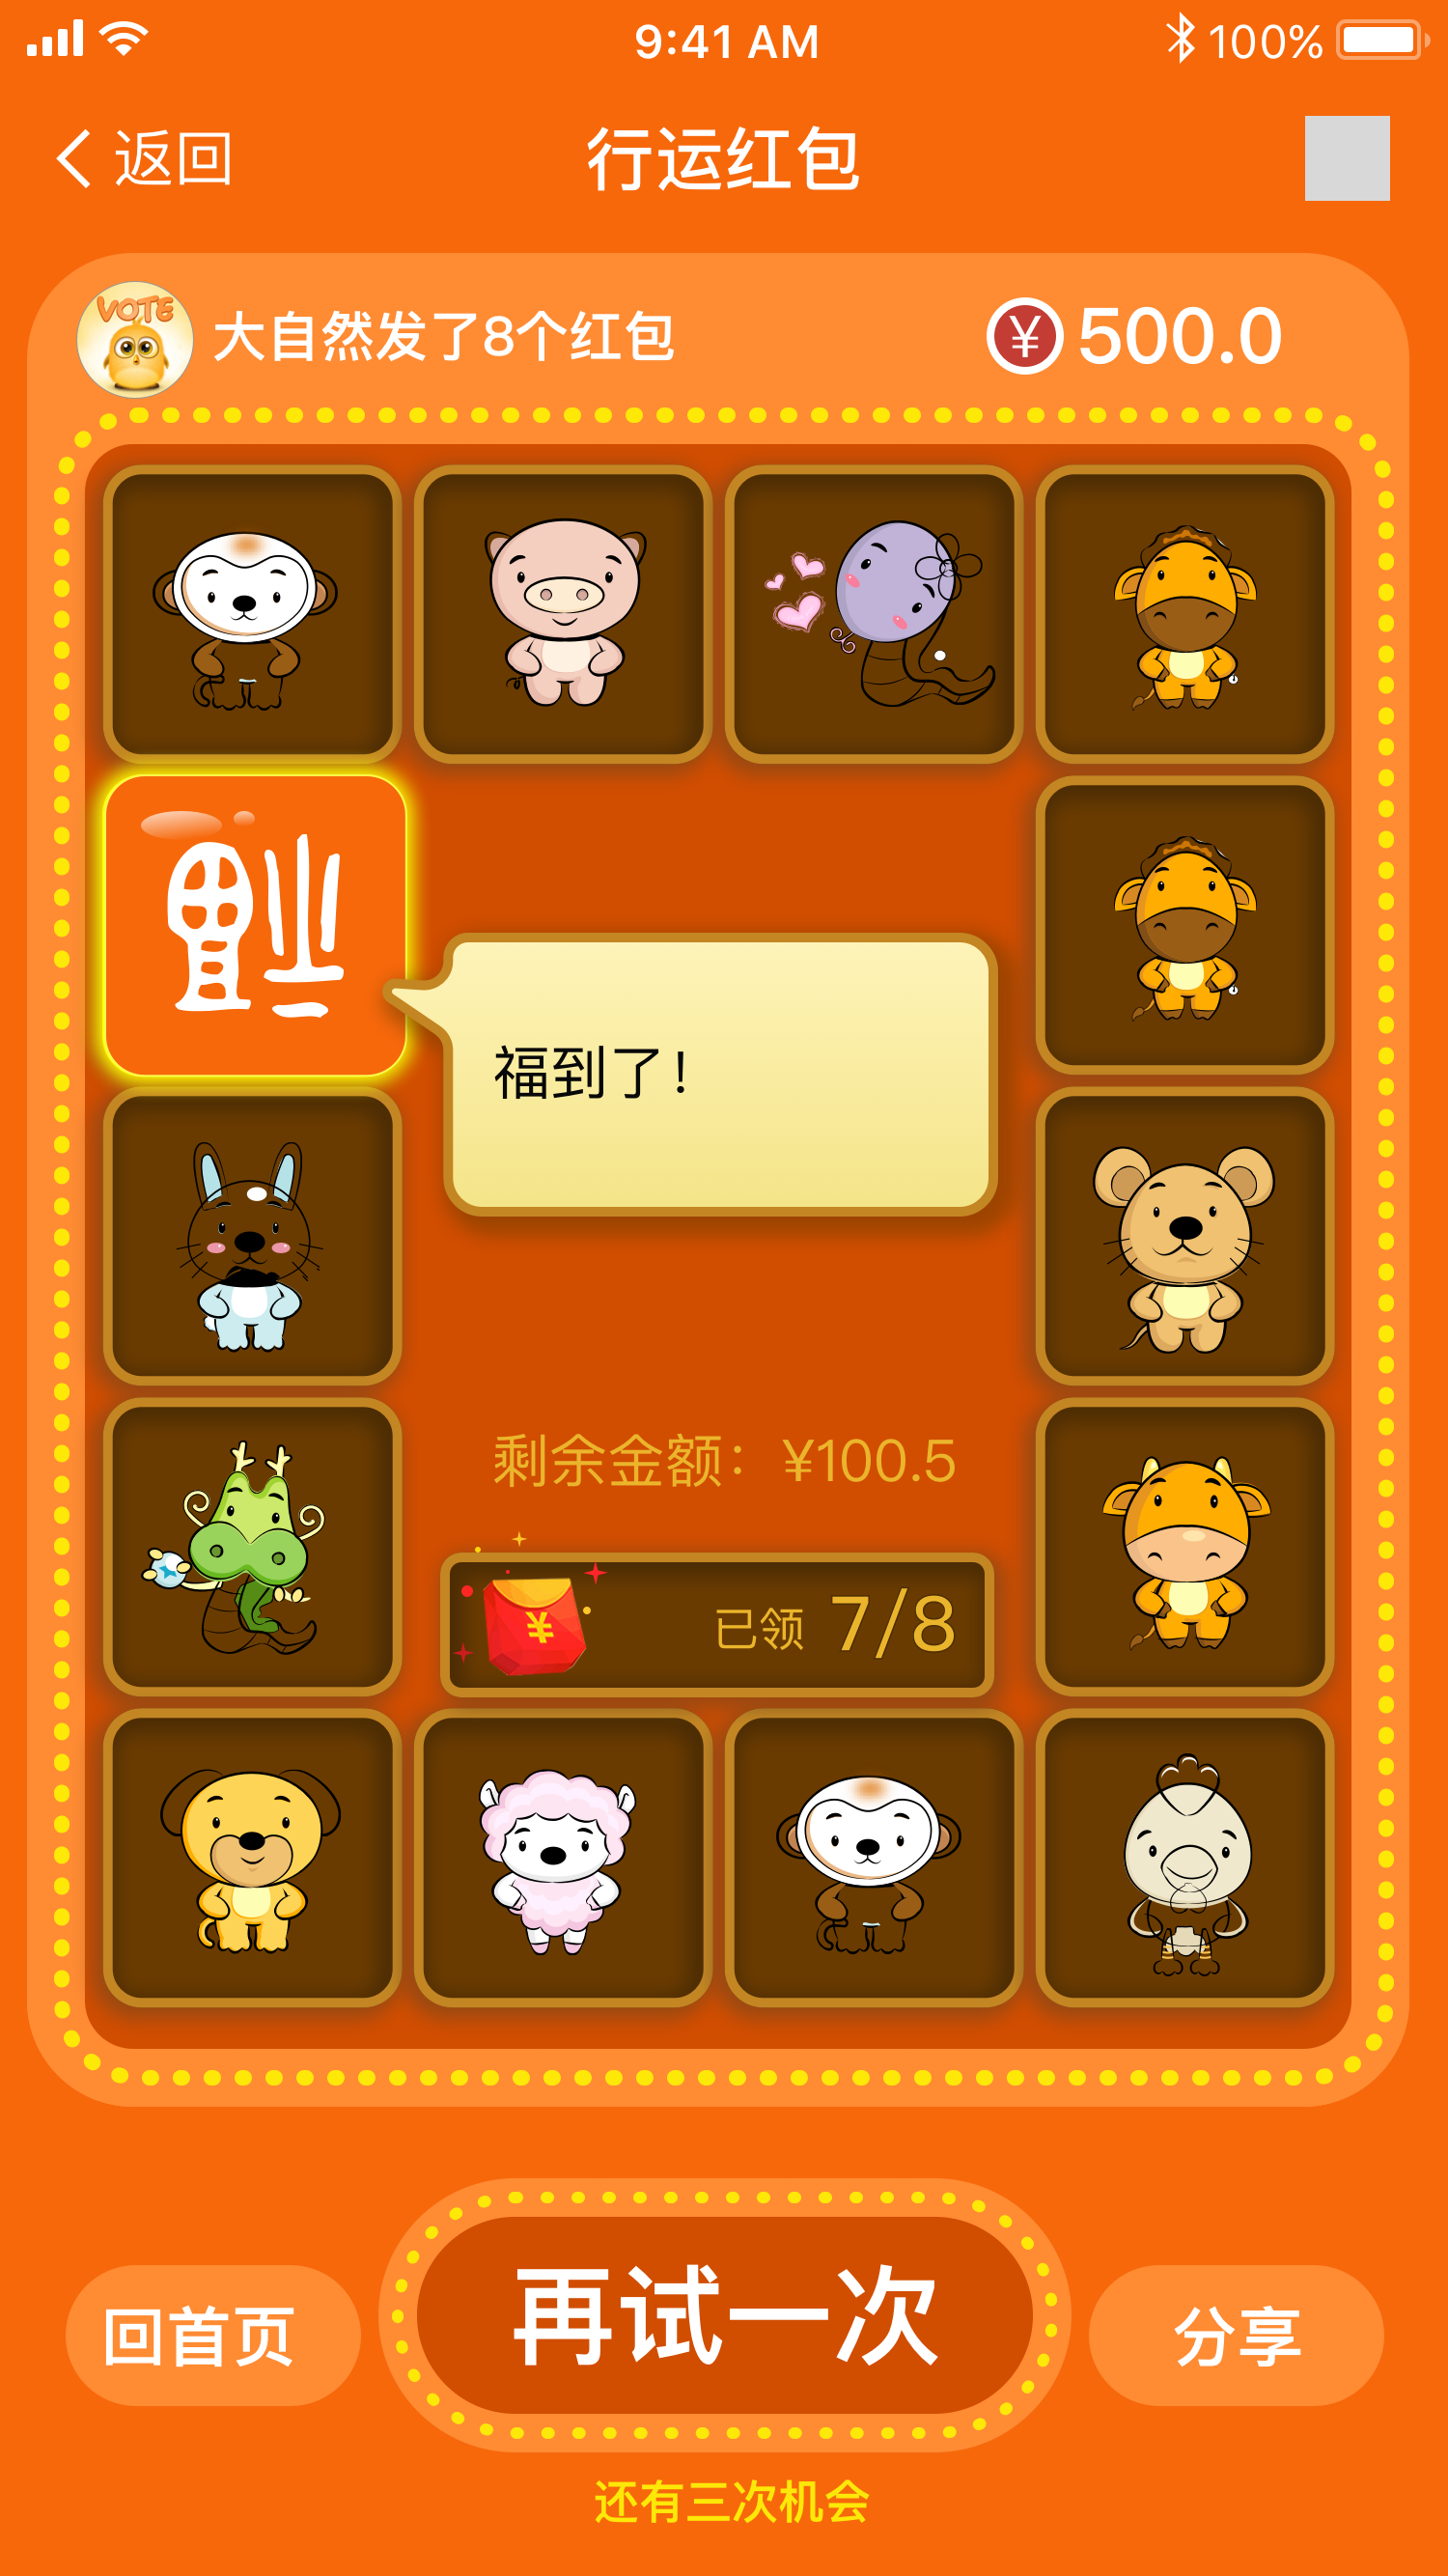 9:41 AM
100%
返回
行运红包
VOTE
大自然发了8个红包
¥
500.0
福
福到了！
剩余金额：¥100.5
¥
已领 7/8
回首页
再试一次
分享
还有三次机会